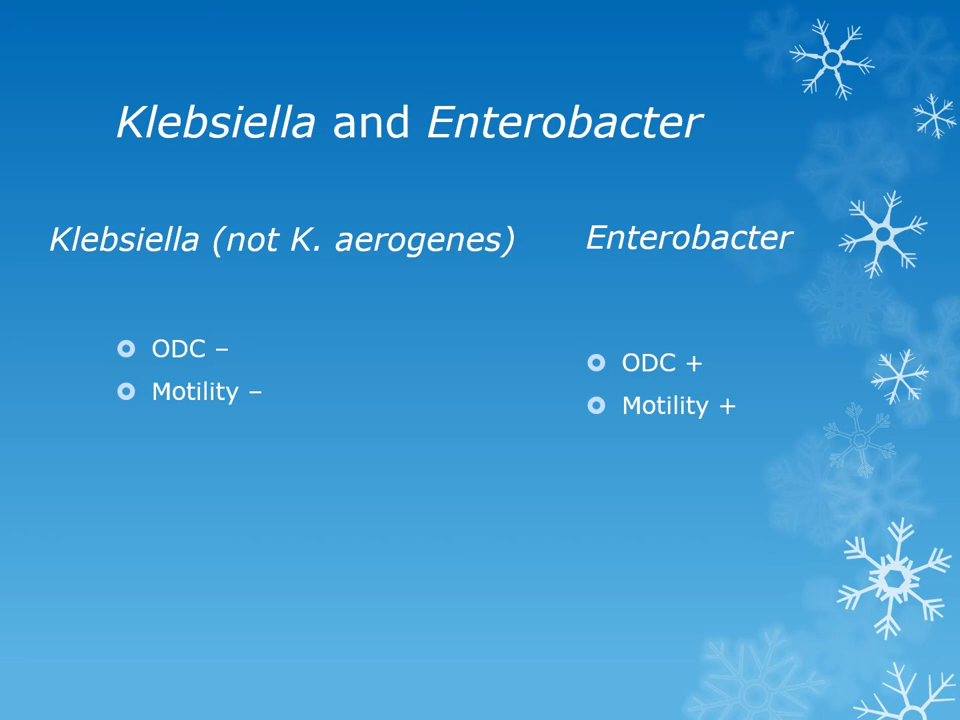 Klebsiella and Enterobacter
Klebsiella (not K. aerogenes)
ODC –
Motility –
Enterobacter
ODC +
Motility +